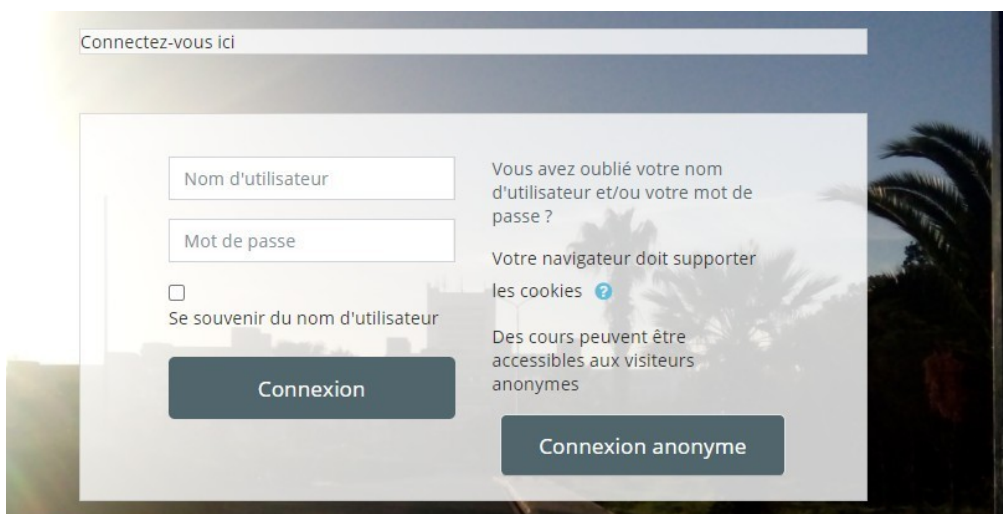 Connectez-vous ici
Nom d'utilisateur
Mot de passe
Se souvenir du nom d'utilisateur
Connexion
Vous avez oublié votre nom
d'utilisateur et/ou votre mot de
passe ?
Votre navigateur doit supporter
les cookies ?
Des cours peuvent être
accessibles aux visiteurs
anonymes
Connexion anonyme